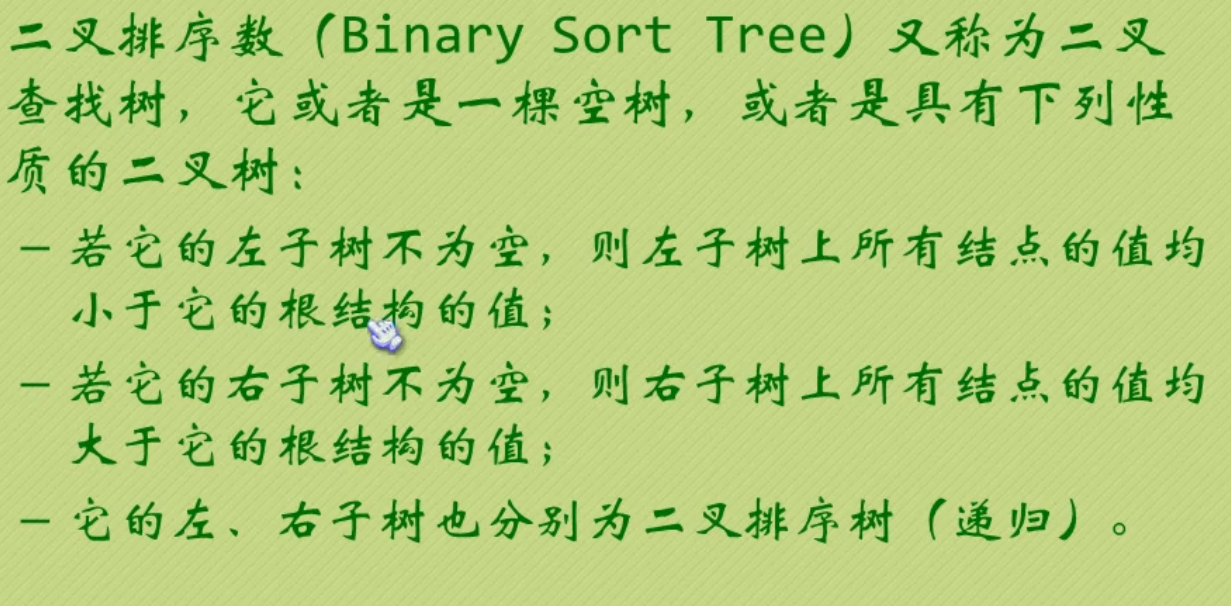 二叉排序数（Binary Sort Tree）又称为二叉
查找树，它或者是一棵空树，或者是具有下列性
质的二叉树：
– 若它的左子树不为空，则左子树上所有结点的值均
小于它的根结构的值；
– 若它的右子树不为空，则右子树上所有结点的值均
大于它的根结构的值；
– 它的左、右子树也分别为二叉排序树（递归）。